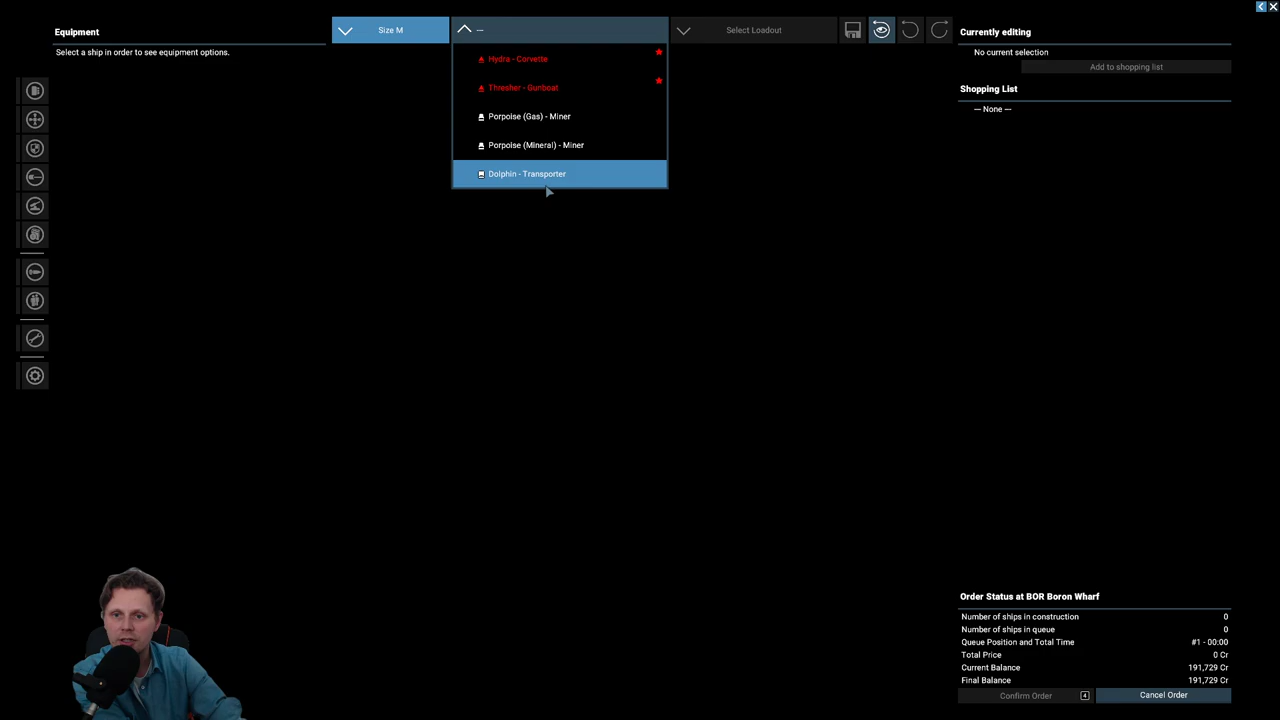 Equipment
Select a ship in order to see equipment options.
Size M
—
Select Loadout
Hydra - Corvette
Thresher - Gunboat
Porpoise (Gas) - Miner
Porpoise (Mineral) - Miner
Dolphin - Transporter
Currently editing
No current selection
Add to shopping list
Shopping List
— None —
Order Status at BOR Boron Wharf
Number of ships in construction 0
Number of ships in queue 0
Queue Position and Total Time #1 - 00:00
Total Price 0 Cr
Current Balance 191,729 Cr
Final Balance 191,729 Cr
Confirm Order 4 Cancel Order